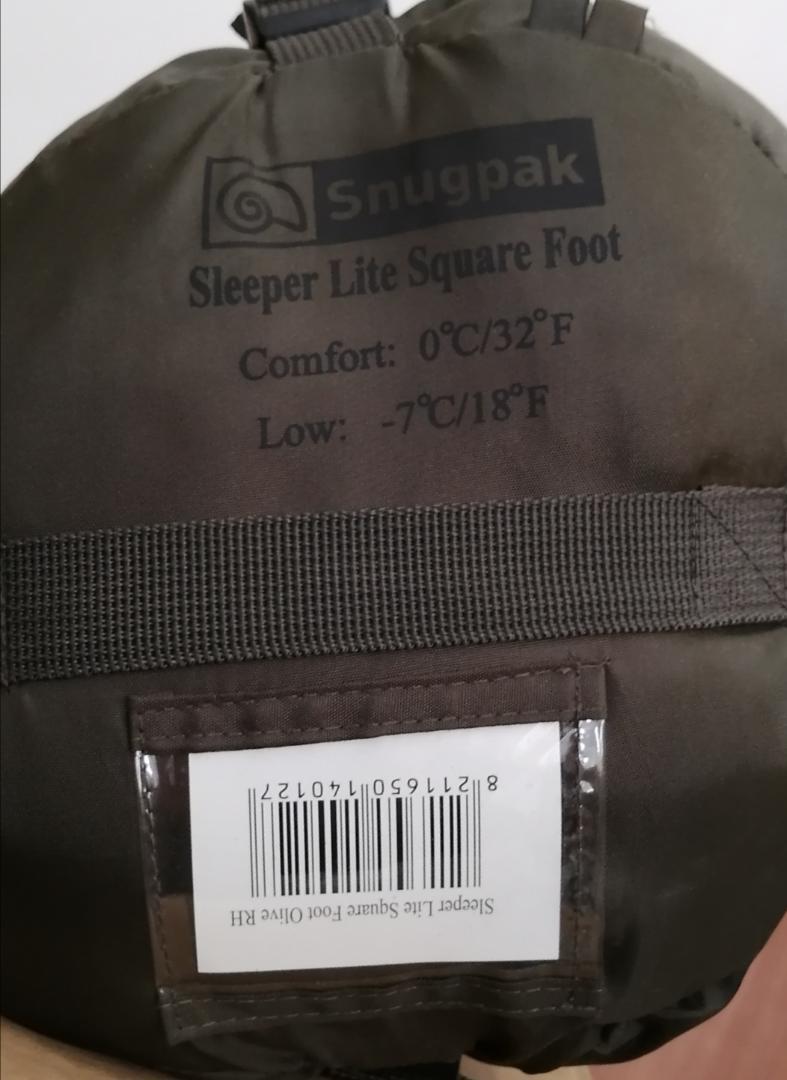 Snugpak
Sleeper Lite Square Foot
Comfort: 0°C/32°F
Low: -7°C/18°F
Sleeper Lite Square Foot Olive RH
8 211650 140127